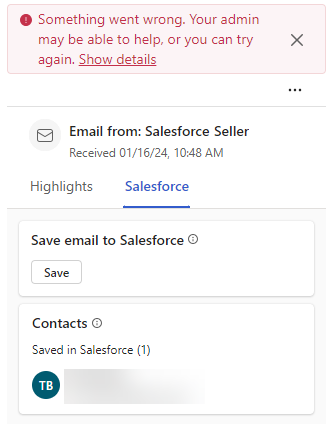 Something went wrong. Your admin
may be able to help, or you can try
again. Show details
Email from: Salesforce Seller
Received 01/16/24, 10:48 AM
Highlights
Salesforce
Save email to Salesforce
Save
Contacts
Saved in Salesforce (1)
TB